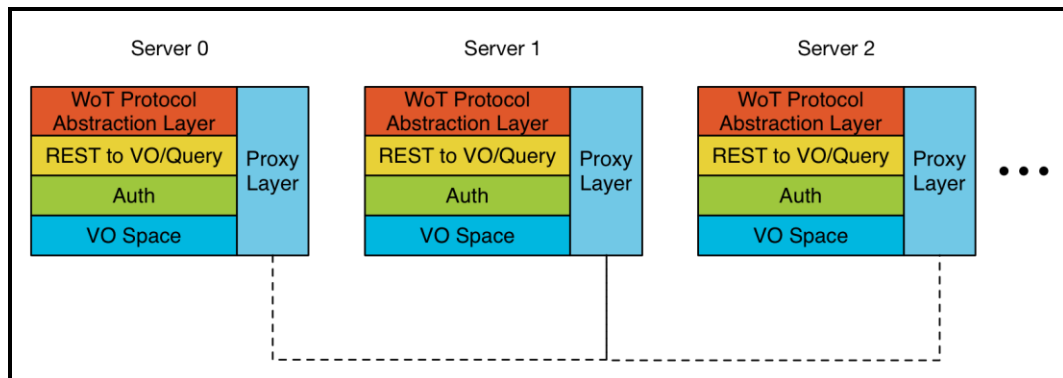 Server 0
Server 1
Server 2
WoT Protocol
Abstraction Layer
REST to VO/Query
Auth
VO Space
Proxy
Layer
WoT Protocol
Abstraction Layer
REST to VO/Query
Auth
VO Space
Proxy
Layer
WoT Protocol
Abstraction Layer
REST to VO/Query
Auth
VO Space
Proxy
Layer